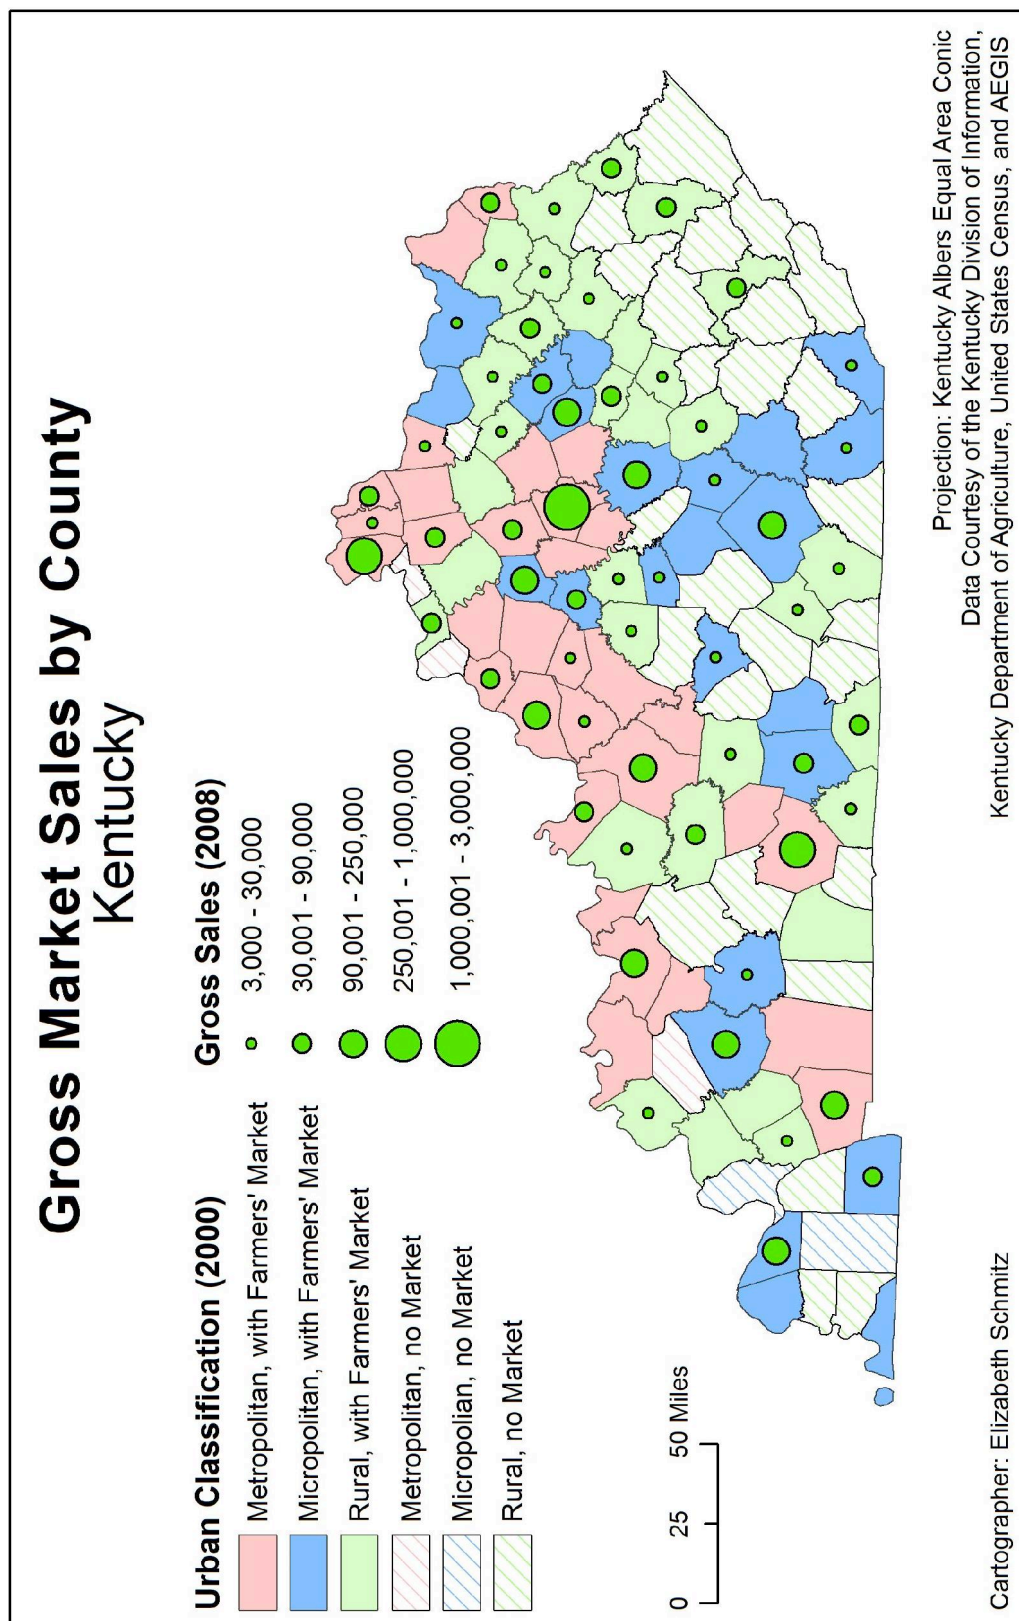 Gross Market Sales by County
Kentucky
Urban Classification (2000)
Metropolitan, with Farmers' Market
Micropolitan, with Farmers' Market
Rural, with Farmers' Market
Metropolitan, no Market
Micropolian, no Market
Rural, no Market
Gross Sales (2008)
3,000 - 30,000
30,001 - 90,000
90,001 - 250,000
250,001 - 1,000,000
1,000,001 - 3,000,000
0 25 50 Miles
Cartographer: Elizabeth Schmitz
Projection: Kentucky Albers Equal Area Conic
Data Courtesy of the Kentucky Division of Information,
Kentucky Department of Agriculture, United States Census, and AEGIS